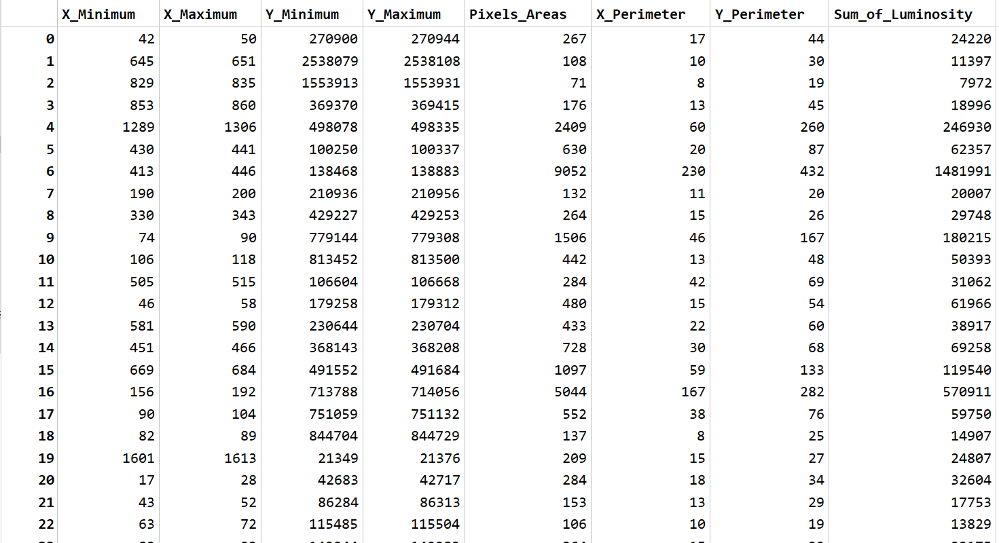 X_Minimum X_Maximum Y_Minimum Y_Maximum Pixels_Areas X_Perimeter Y_Perimeter Sum_of_Luminosity
0 42 50 270900 270944 267 17 44 24220
1 645 651 2538079 2538108 108 10 30 11397
2 829 835 1553913 1553931 71 8 19 7972
3 853 860 369370 369415 176 13 45 18996
4 1289 1306 498078 498335 2409 60 260 246930
5 430 441 100250 100337 630 20 87 62357
6 413 446 138468 138883 9052 230 432 1481991
7 190 200 210936 210956 132 11 20 20007
8 330 343 429227 429253 264 15 26 29748
9 74 90 779144 779308 1506 46 167 180215
10 106 118 813452 813500 442 13 48 50393
11 505 515 106604 106668 284 42 69 31062
12 46 58 179258 179312 480 15 54 61966
13 581 590 230644 230704 433 22 60 38917
14 451 466 368143 368208 728 30 68 69258
15 669 684 491552 491684 1097 59 133 119540
16 156 192 713788 714056 5044 167 282 570911
17 90 104 751059 751132 552 38 76 59750
18 82 89 844704 844729 137 8 25 14907
19 1601 1613 21349 21376 209 15 27 24807
20 17 28 42683 42717 284 18 34 32604
21 43 52 86284 86313 153 13 29 17753
22 63 72 115485 115504 106 10 19 13829